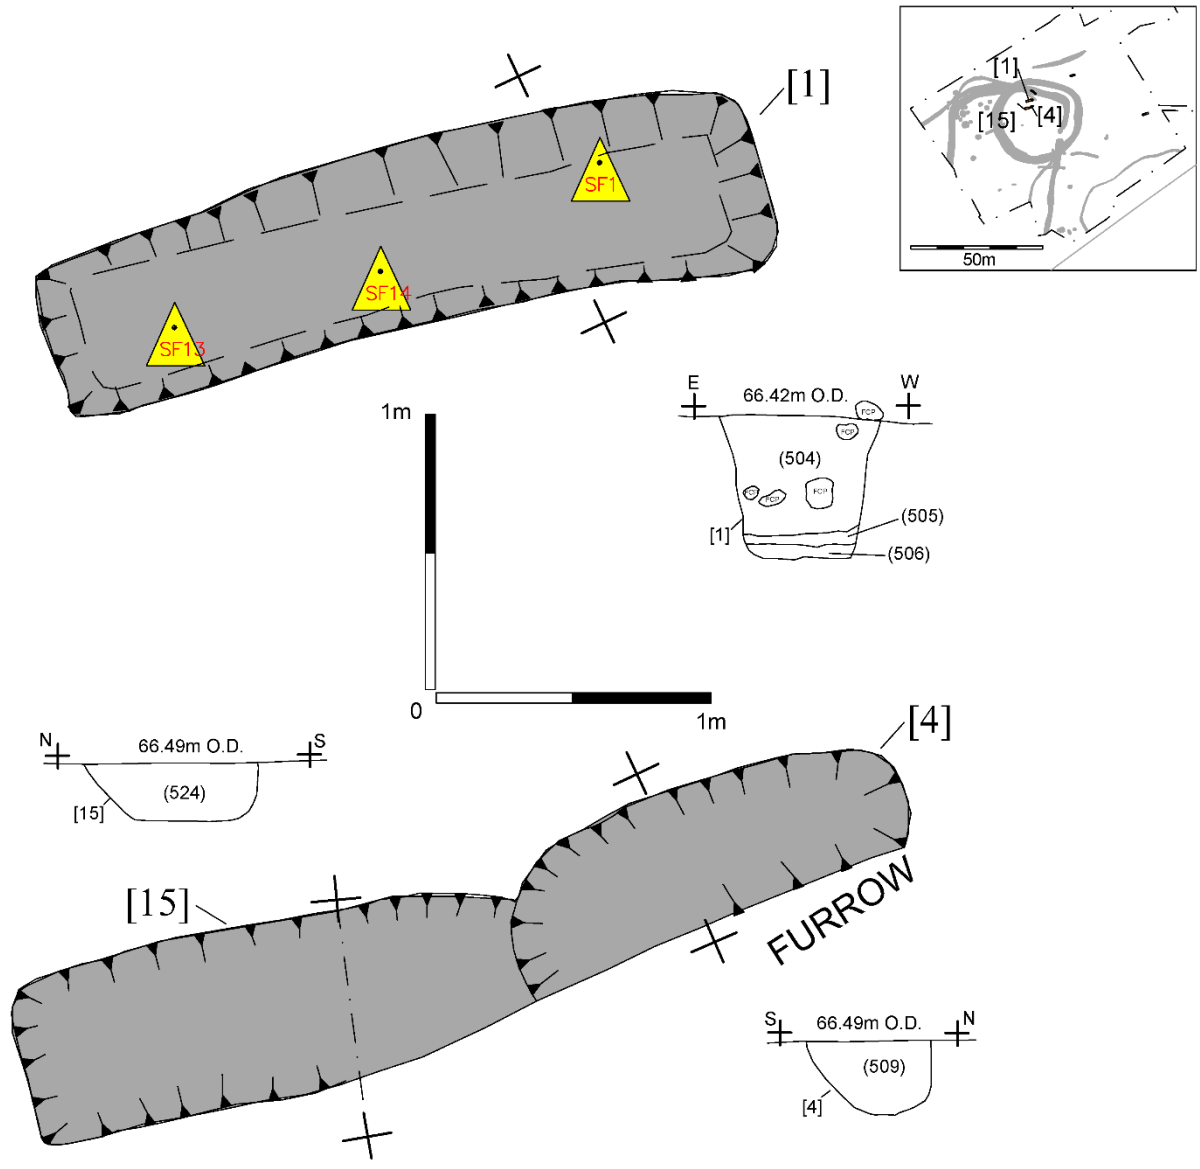 [1]
SF1
SF14
SF13
[1]
[15]
[4]
50m
E
W
66.42m O.D.
FCP
FCP
(504)
FCP
FCP
FCP
[1]
(505)
(506)
1m
0
1m
N
66.49m O.D.
S
(524)
[15]
[4]
[15]
FURROW
S
66.49m O.D.
N
(509)
[4]